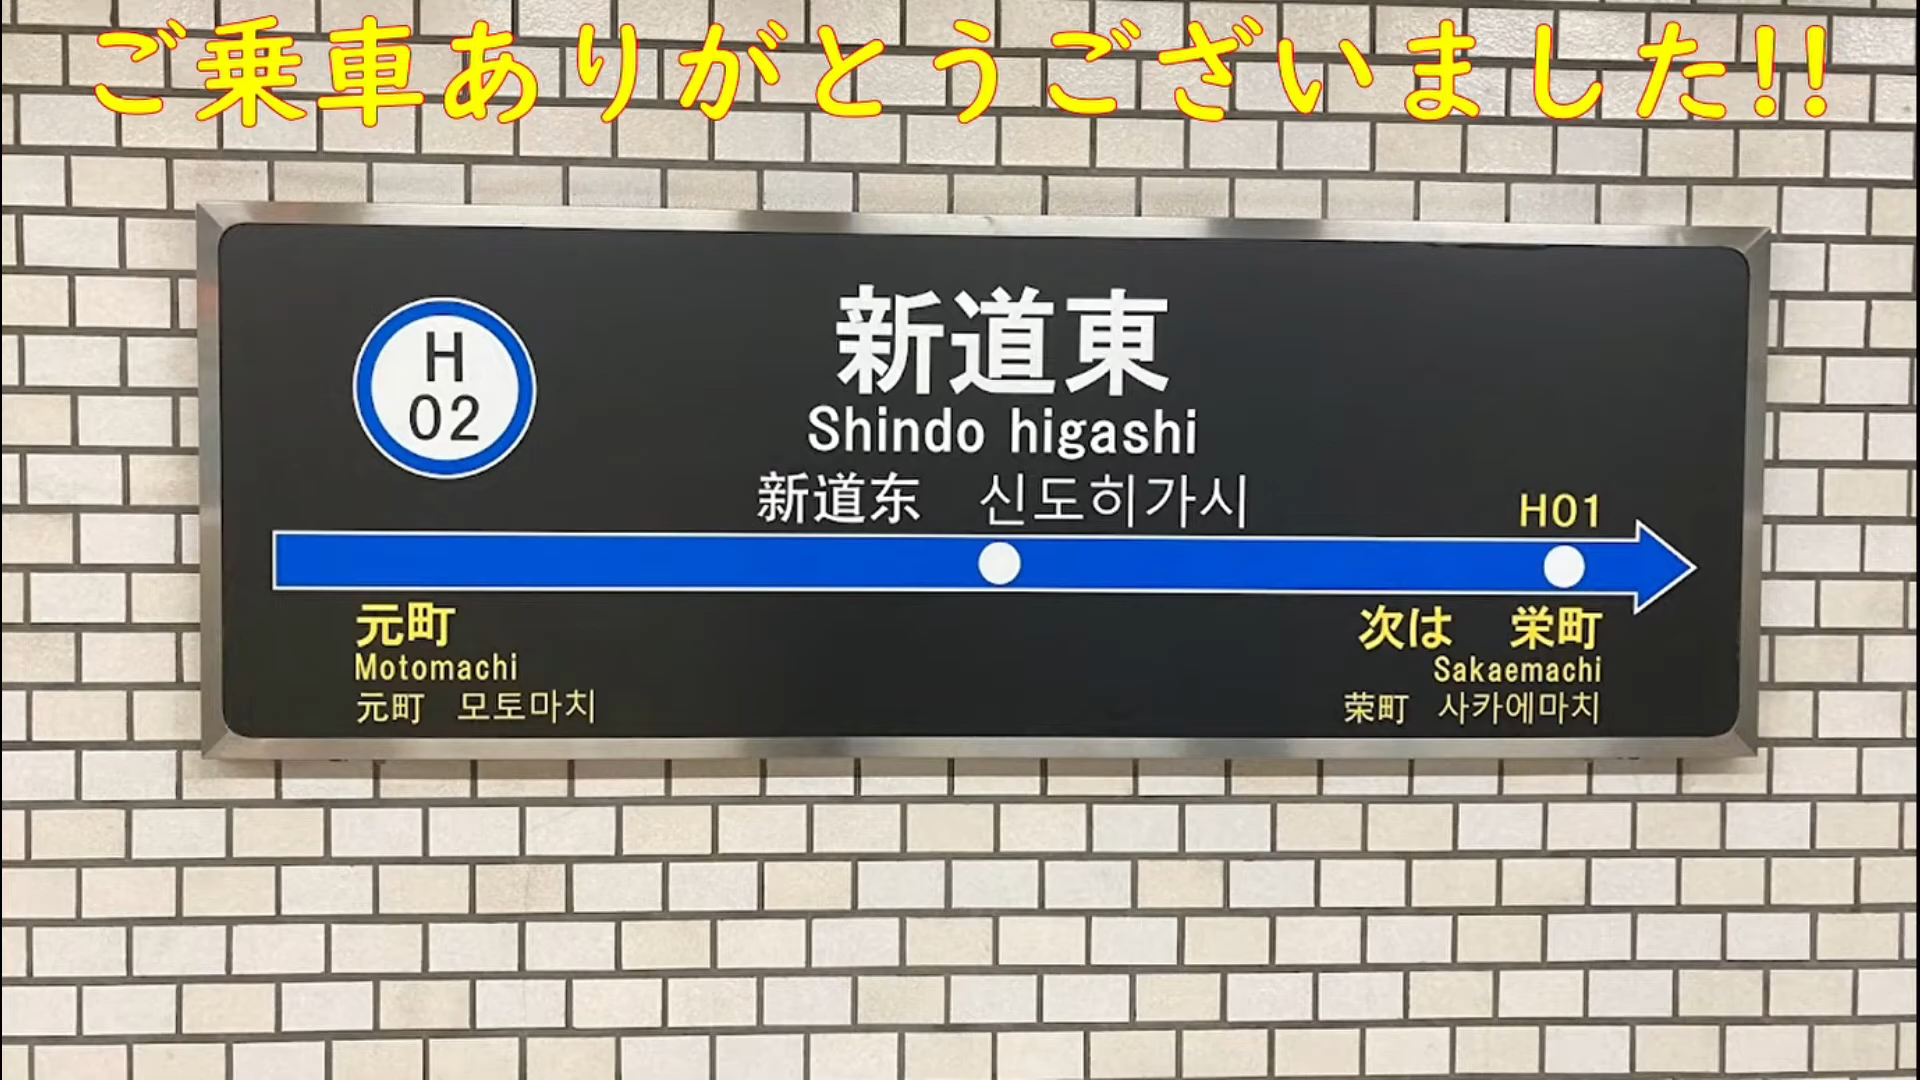 ご乗車ありがとうございました!!
H
02
新道東
Shindo higashi
新道东 신도히가시
H01
元町
Motomachi
元町 모토마치
次は 栄町
Sakaemachi
荣町 사카에마치